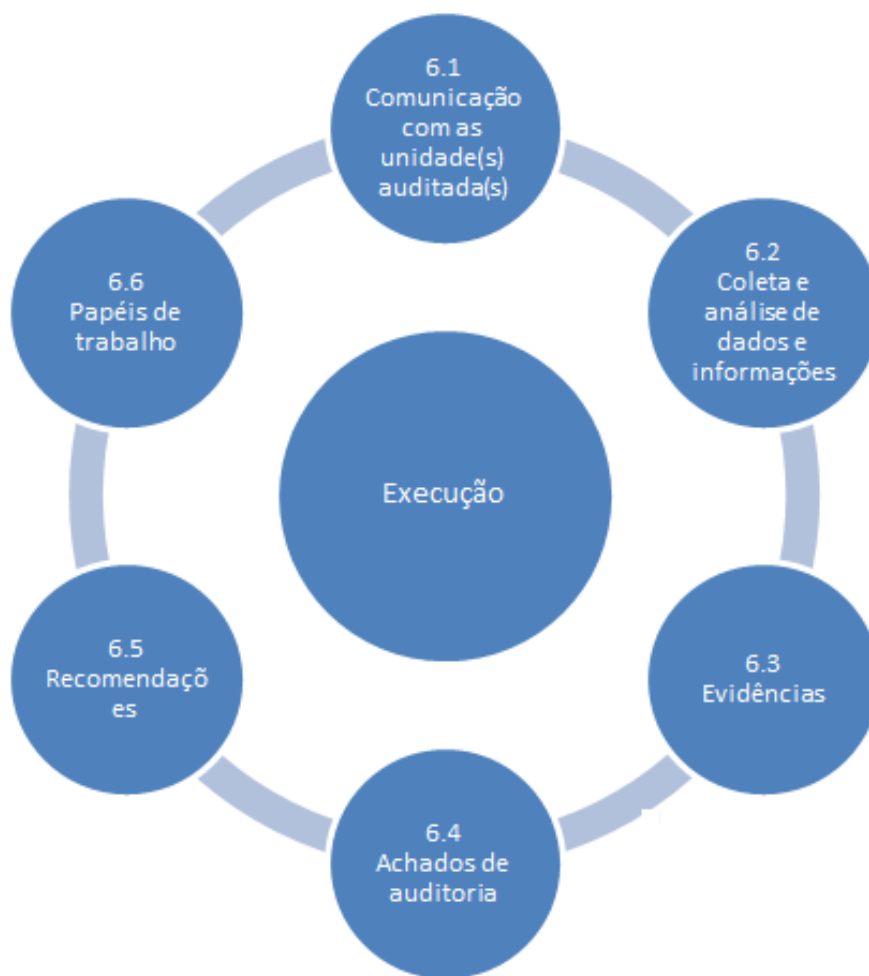 6.1
Comunicação
com as
unidade(s)
auditada(s)
6.2
Coleta e
análise de
dados e
informações
6.3
Evidências
6.4
Achados de
auditoria
6.5
Recomendaçõ
es
6.6
Papéis de
trabalho
Execução